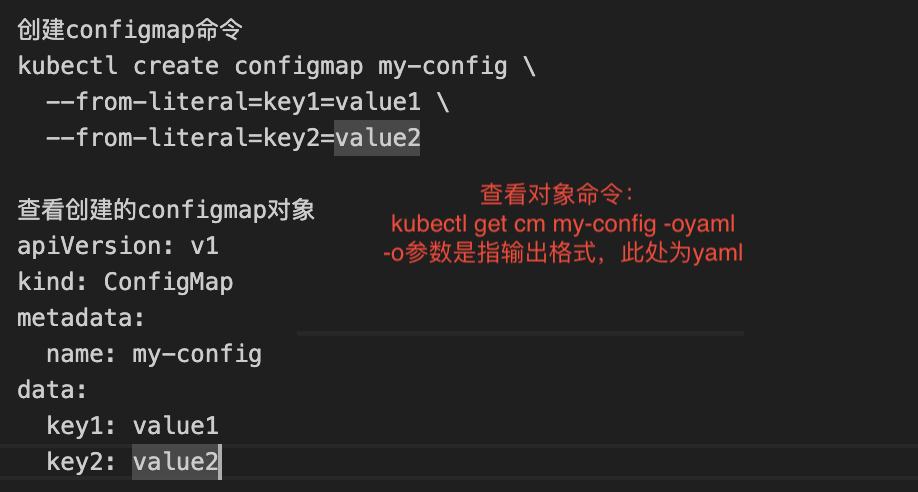 创建configmap命令
kubectl create configmap my-config \
  --from-literal=key1=value1 \
  --from-literal=key2=value2
查看创建的configmap对象
apiVersion: v1
kind: ConfigMap
metadata:
  name: my-config
data:
  key1: value1
  key2: value2
查看对象命令：
kubectl get cm my-config -oyaml
-o参数是指输出格式，此处为yaml